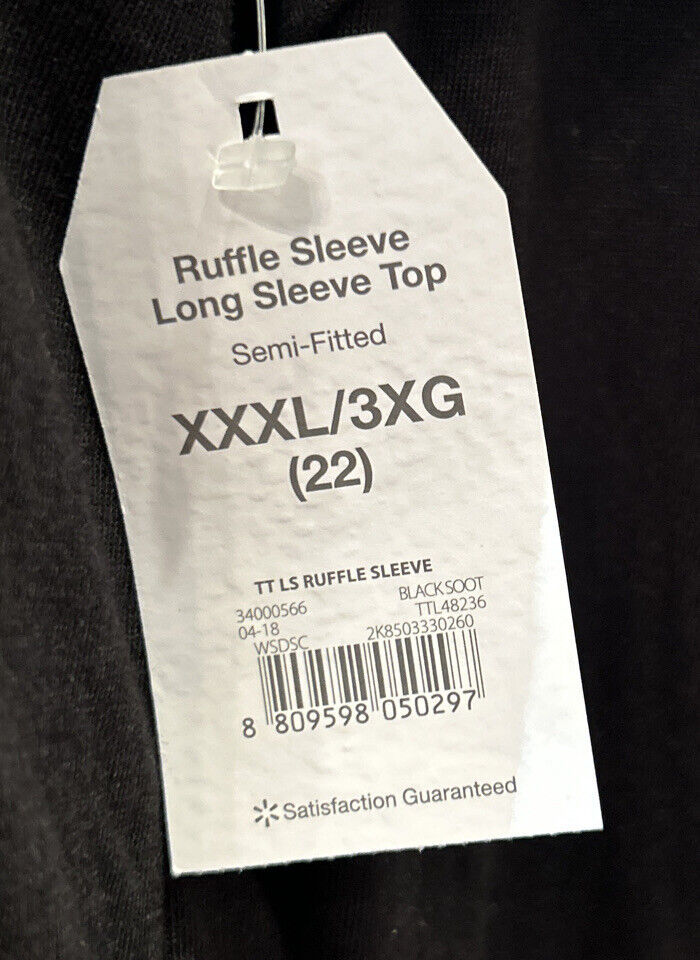 Ruffle Sleeve
Long Sleeve Top
Semi-Fitted
XXXL/3XG
(22)
TT LS RUFFLE SLEEVE
34000566 BLACK SOOT
04-18 TTL48236
WSDSC 2K8503330260
8 809598 050297
Satisfaction Guaranteed